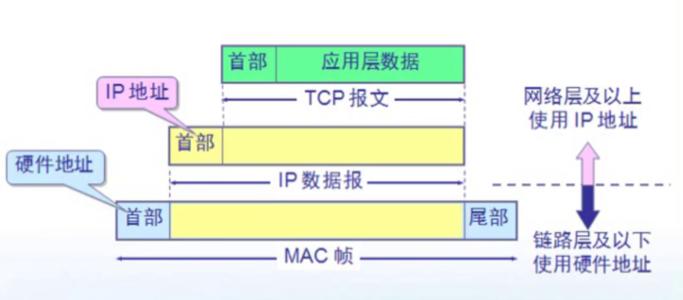 首部
应用层数据
IP 地址
TCP 报文
网络层及以上
使用 IP 地址
首部
硬件地址
IP 数据报
首部
尾部
链路层及以下
使用硬件地址
MAC 帧